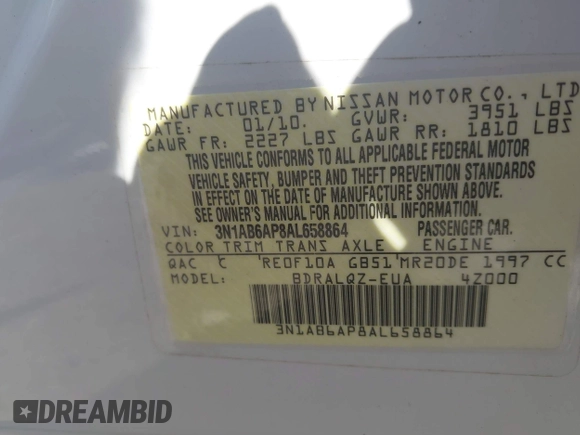 MANUFACTURED BY NISSAN MOTOR CO., LTD
DATE: 01/10. GVWR: 3951 LBS
GAWR FR: 2227 LBS GAWR RR: 1810 LBS
THIS VEHICLE CONFORMS TO ALL APPLICABLE FEDERAL MOTOR
VEHICLE SAFETY, BUMPER AND THEFT PREVENTION STANDARDS
IN EFFECT ON THE DATE OF MANUFACTURE SHOWN ABOVE.
SEE OWNER'S MANUAL FOR ADDITIONAL INFORMATION.
VIN: 3N1AB6AP8AL658864 PASSENGER CAR.
COLOR TRIM TRANS AXLE ENGINE
QAC C 'RE0F10A GB51'MR20DE 1997 CC
MODEL: BDRALQZ-EUA 4Z000
3N1AB6AP8AL658864
DREAMBID